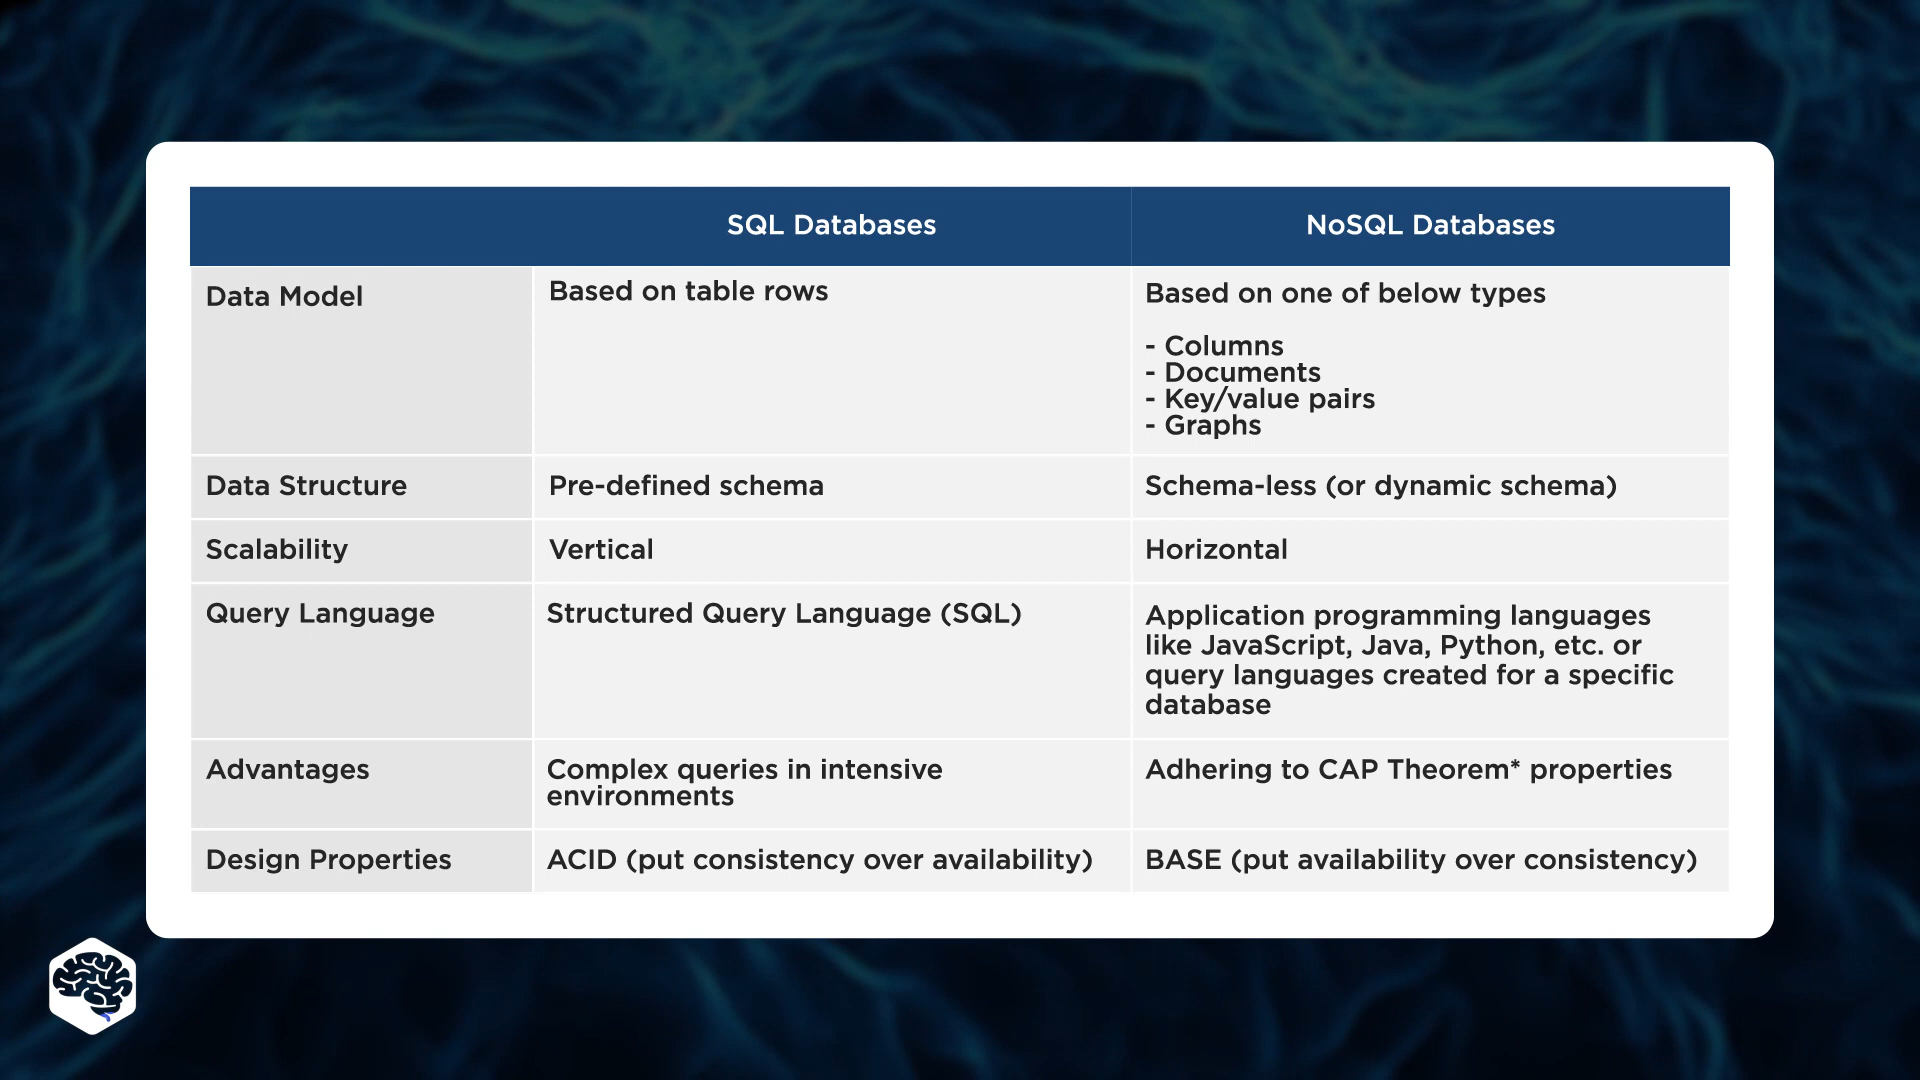 SQL Databases
NoSQL Databases
Data Model
Based on table rows
Based on one of below types
- Columns
- Documents
- Key/value pairs
- Graphs
Data Structure
Pre-defined schema
Schema-less (or dynamic schema)
Scalability
Vertical
Horizontal
Query Language
Structured Query Language (SQL)
Application programming languages
like JavaScript, Java, Python, etc. or
query languages created for a specific
database
Advantages
Complex queries in intensive
environments
Adhering to CAP Theorem* properties
Design Properties
ACID (put consistency over availability)
BASE (put availability over consistency)